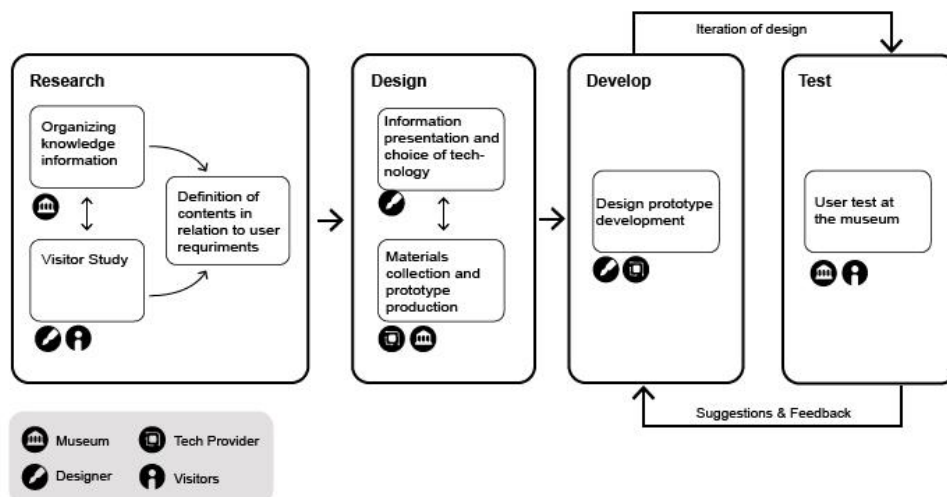 Iteration of design
Research
Organizing
knowledge
information
Visitor Study
Definition of
contents in
relation to user
requriments
Design
Information
presentation and
choice of tech-
nology
Materials
collection and
prototype
production
Develop
Design prototype
development
Test
User test at
the museum
Suggestions & Feedback
Museum
Tech Provider
Designer
Visitors